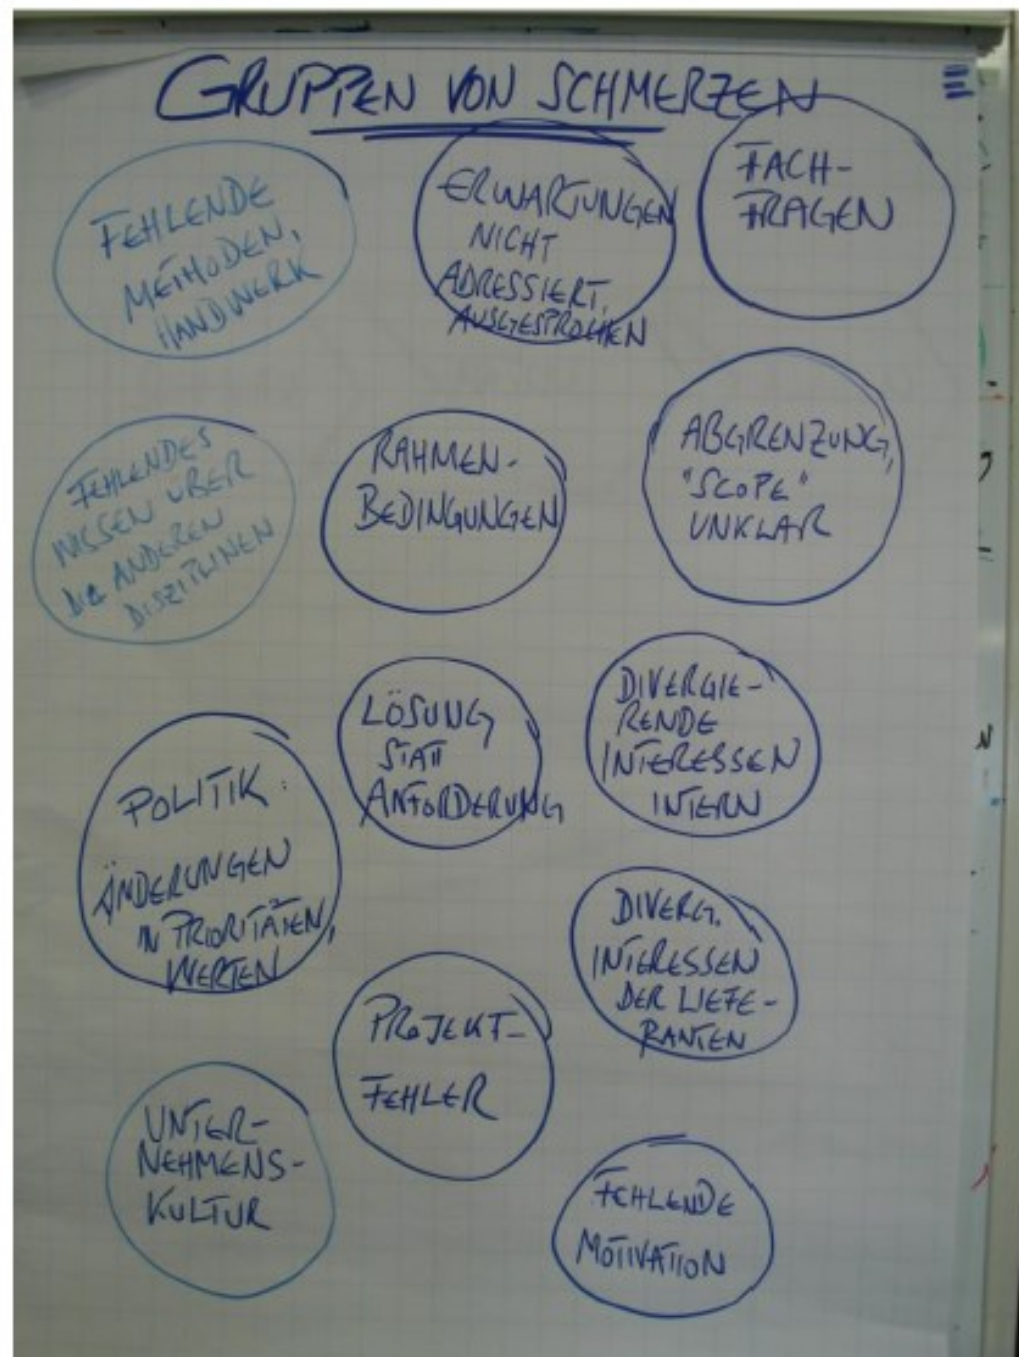 GRUPPEN VON SCHMERZEN
FEHLENDE
METHODEN,
HANDWERK
ERWARTUNGEN
NICHT
ADRESSIERT,
AUSGESPROCHEN
FACH-
FRAGEN
FEHLENDES
WISSEN ÜBER
DIE ANDEREN
DISZIPLINEN
RAHMEN-
BEDINGUNGEN
ABGRENZUNG,
"SCOPE"
UNKLAR
LÖSUNG
STATT
ANFORDERUNG
DIVERGIE-
RENDE
INTERESSEN
INTERN
POLITIK:
ÄNDERUNGEN
IN PRIORITÄTEN,
WERTEN
DIVERG.
INTERESSEN
DER LIEFE-
RANTEN
PROJEKT-
FEHLER
UNTER-
NEHMENS-
KULTUR
FEHLENDE
MOTIVATION